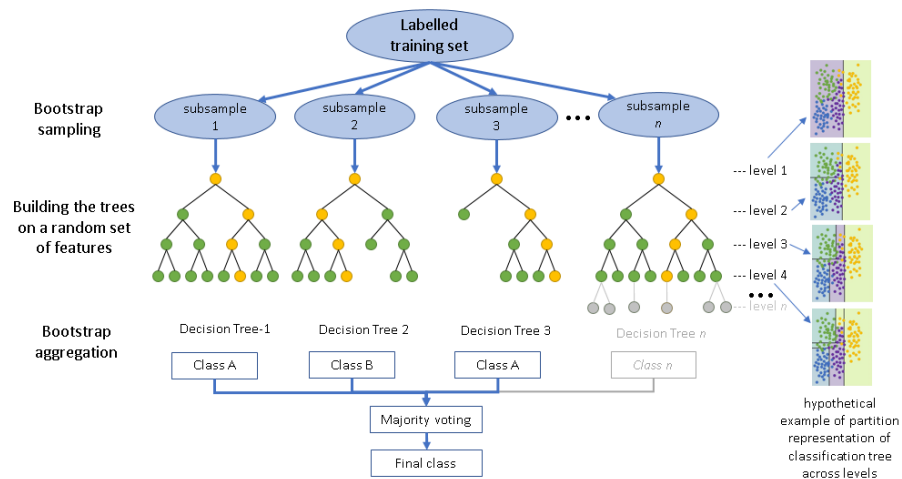 Labelled
training set
Bootstrap
sampling
subsample
1
subsample
2
subsample
3
subsample
n
Building the trees
on a random set
of features
--- level 1
--- level 2
--- level 3
--- level 4
--- level n
Bootstrap
aggregation
Decision Tree-1
Decision Tree 2
Decision Tree 3
Decision Tree n
Class A
Class B
Class A
Class n
Majority voting
Final class
hypothetical
example of partition
representation of
classification tree
across levels